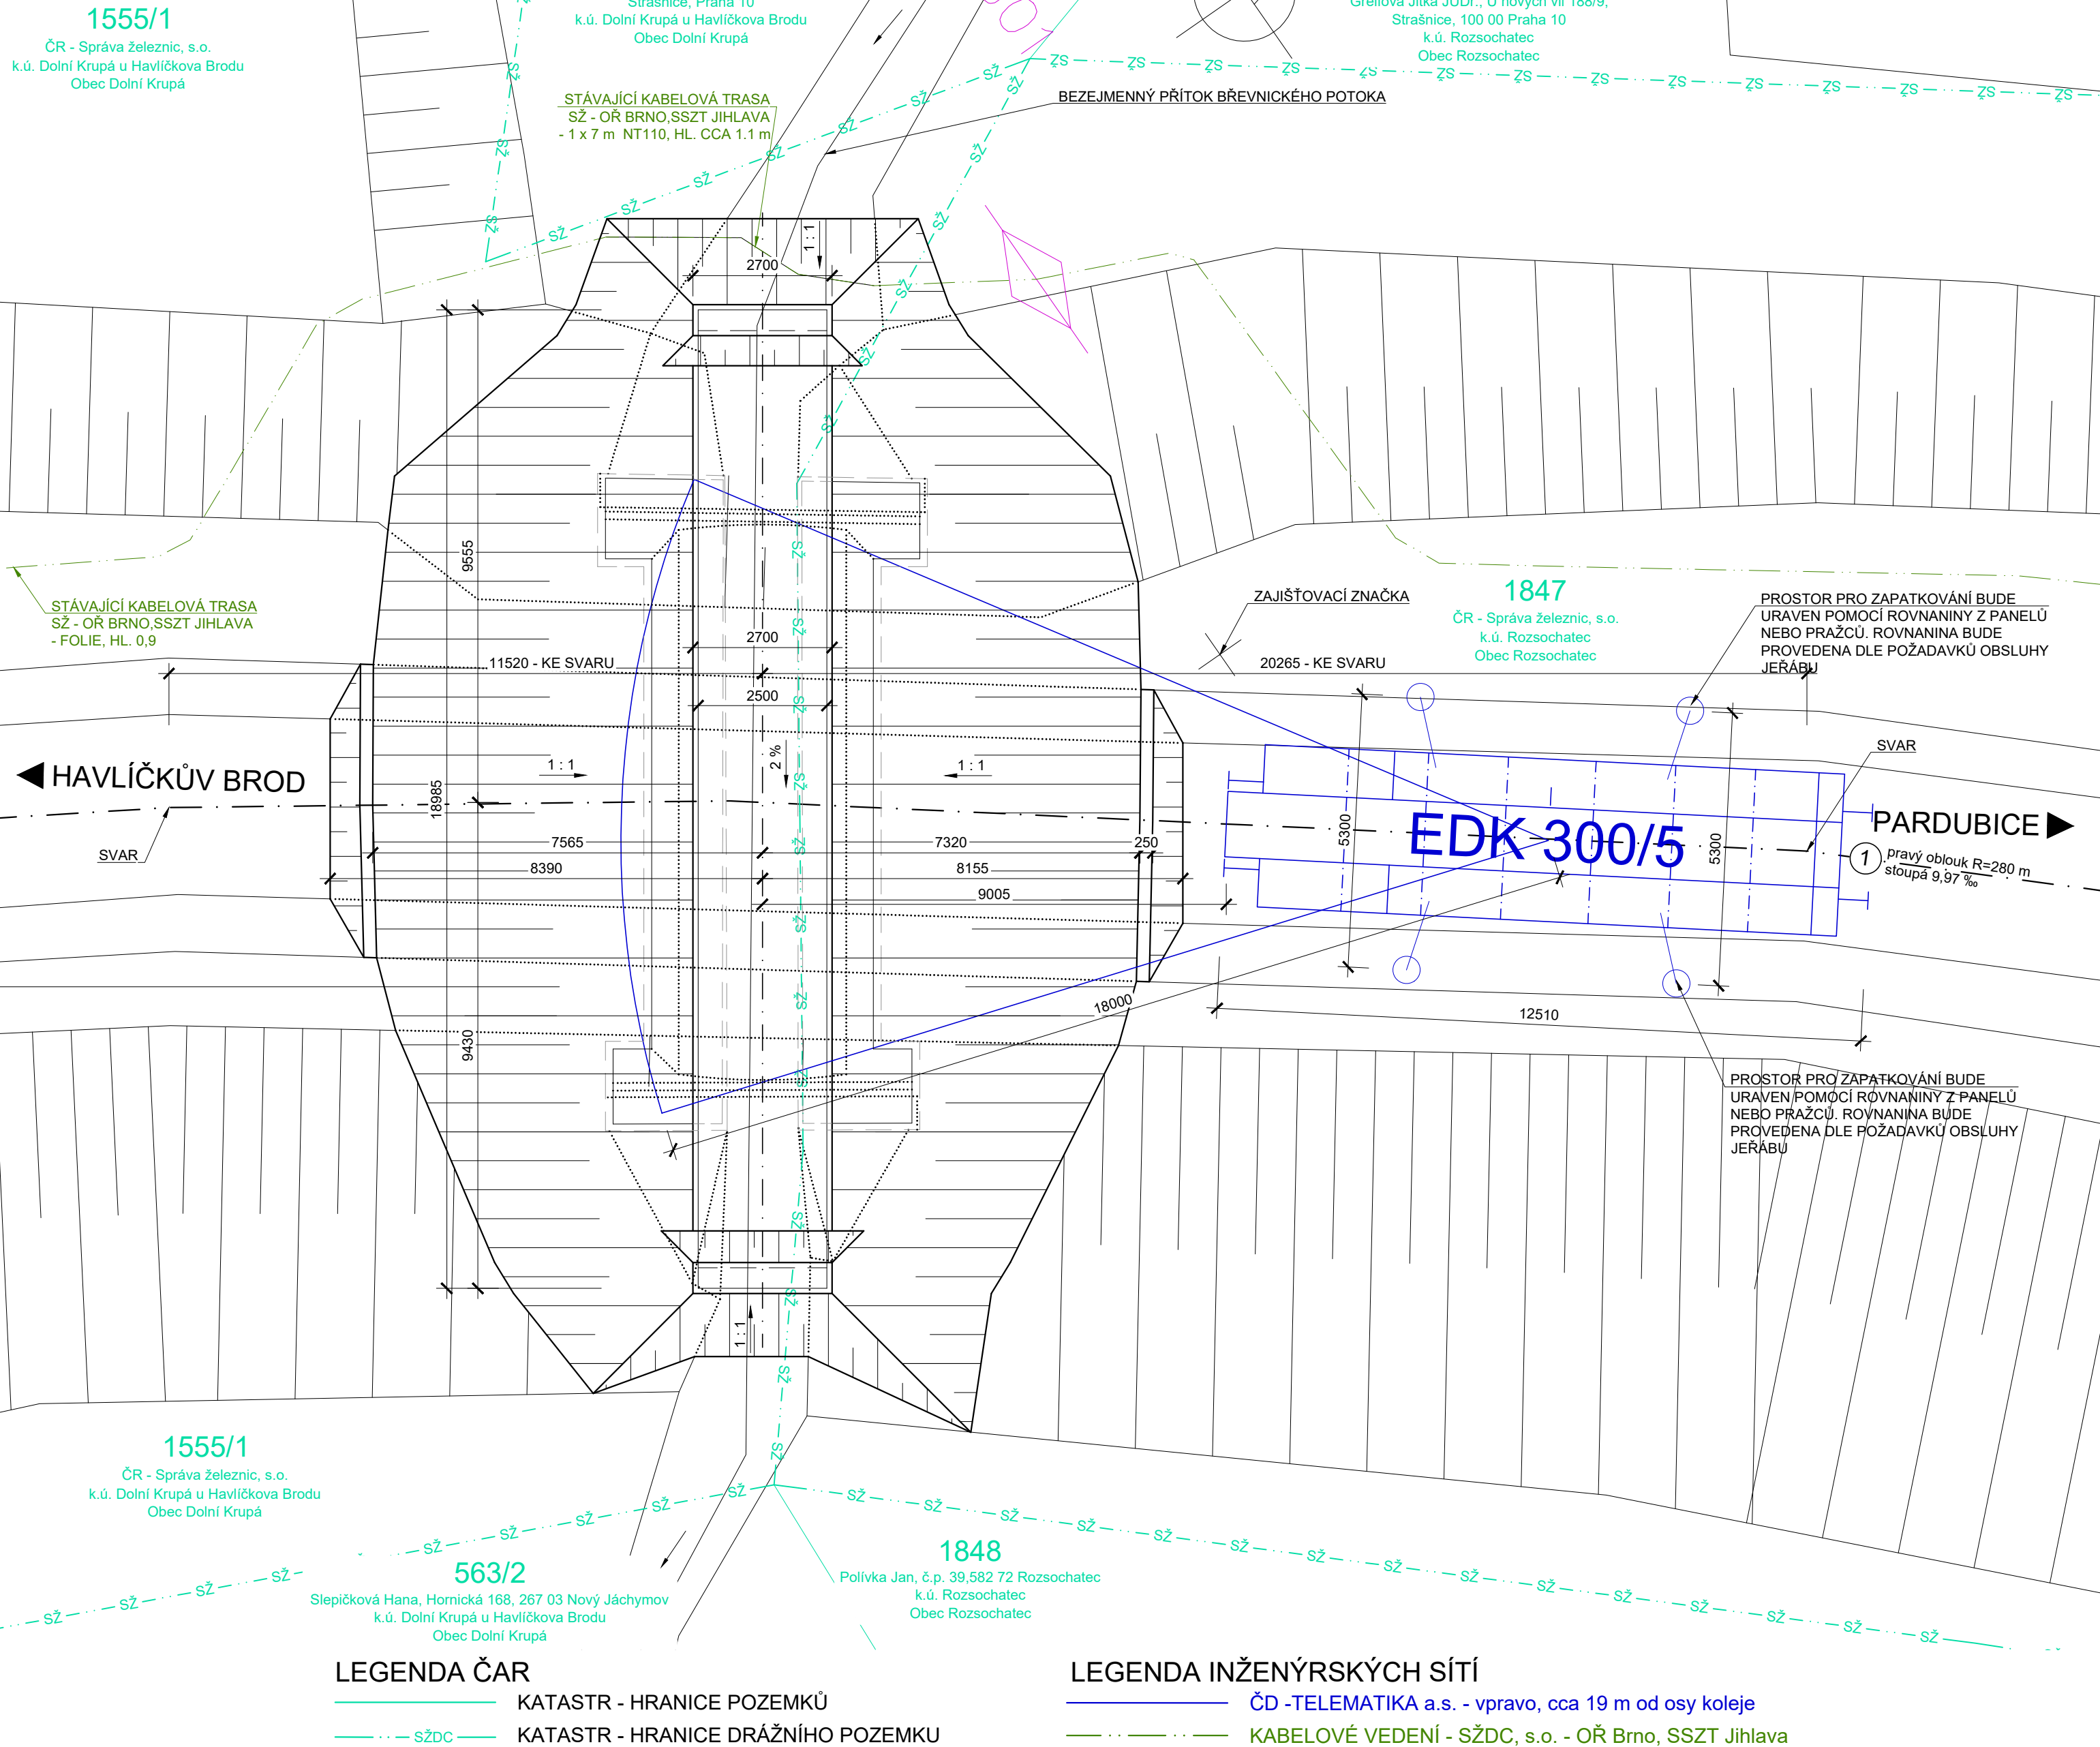 1555/1
ČR - Správa železnic, s.o.
k.ú. Dolní Krupá u Havlíčkova Brodu
Obec Dolní Krupá
Strašnice, Praha 10
k.ú. Dolní Krupá u Havlíčkova Brodu
Obec Dolní Krupá
Greifová Jitka JUDr., U nových vil 188/9,
Strašnice, 100 00 Praha 10
k.ú. Rozsochatec
Obec Rozsochatec
STÁVAJÍCÍ KABELOVÁ TRASA
SŽ - OŘ BRNO,SSZT JIHLAVA
- 1 x 7 m  NT110, HL. CCA 1.1 m
BEZEJMENNÝ PŘÍTOK BŘEVNICKÉHO POTOKA
1 : 1
2700
9555
STÁVAJÍCÍ KABELOVÁ TRASA
SŽ - OŘ BRNO,SSZT JIHLAVA
- FOLIE, HL. 0,9
ZAJIŠŤOVACÍ ZNAČKA
1847
ČR - Správa železnic, s.o.
k.ú. Rozsochatec
Obec Rozsochatec
PROSTOR PRO ZAPATKOVÁNÍ BUDE
URAVEN POMOCÍ ROVNANINY Z PANELŮ
NEBO PRAŽCŮ. ROVNANINA BUDE
PROVEDENA DLE POŽADAVKŮ OBSLUHY
JEŘÁBU
2700
11520 - KE SVARU
20265 - KE SVARU
2500
2 %
1 : 1
1 : 1
SVAR
HAVLÍČKŮV BROD
18985
5300
EDK 300/5
5300
PARDUBICE
1
pravý oblouk R=280 m
stoupá 9,97 ‰
SVAR
7565
7320
250
8390
8155
9005
18000
12510
9430
PROSTOR PRO ZAPATKOVÁNÍ BUDE
URAVEN POMOCÍ ROVNANINY Z PANELŮ
NEBO PRAŽCŮ. ROVNANINA BUDE
PROVEDENA DLE POŽADAVKŮ OBSLUHY
JEŘÁBU
1 : 1
1555/1
ČR - Správa železnic, s.o.
k.ú. Dolní Krupá u Havlíčkova Brodu
Obec Dolní Krupá
563/2
Slepičková Hana, Hornická 168, 267 03 Nový Jáchymov
k.ú. Dolní Krupá u Havlíčkova Brodu
Obec Dolní Krupá
1848
Polívka Jan, č.p. 39,582 72 Rozsochatec
k.ú. Rozsochatec
Obec Rozsochatec
LEGENDA ČAR
KATASTR - HRANICE POZEMKŮ
SŽDC
KATASTR - HRANICE DRÁŽNÍHO POZEMKU
LEGENDA INŽENÝRSKÝCH SÍTÍ
ČD -TELEMATIKA a.s. - vpravo, cca 19 m od osy koleje
KABELOVÉ VEDENÍ - SŽDC, s.o. - OŘ Brno, SSZT Jihlava